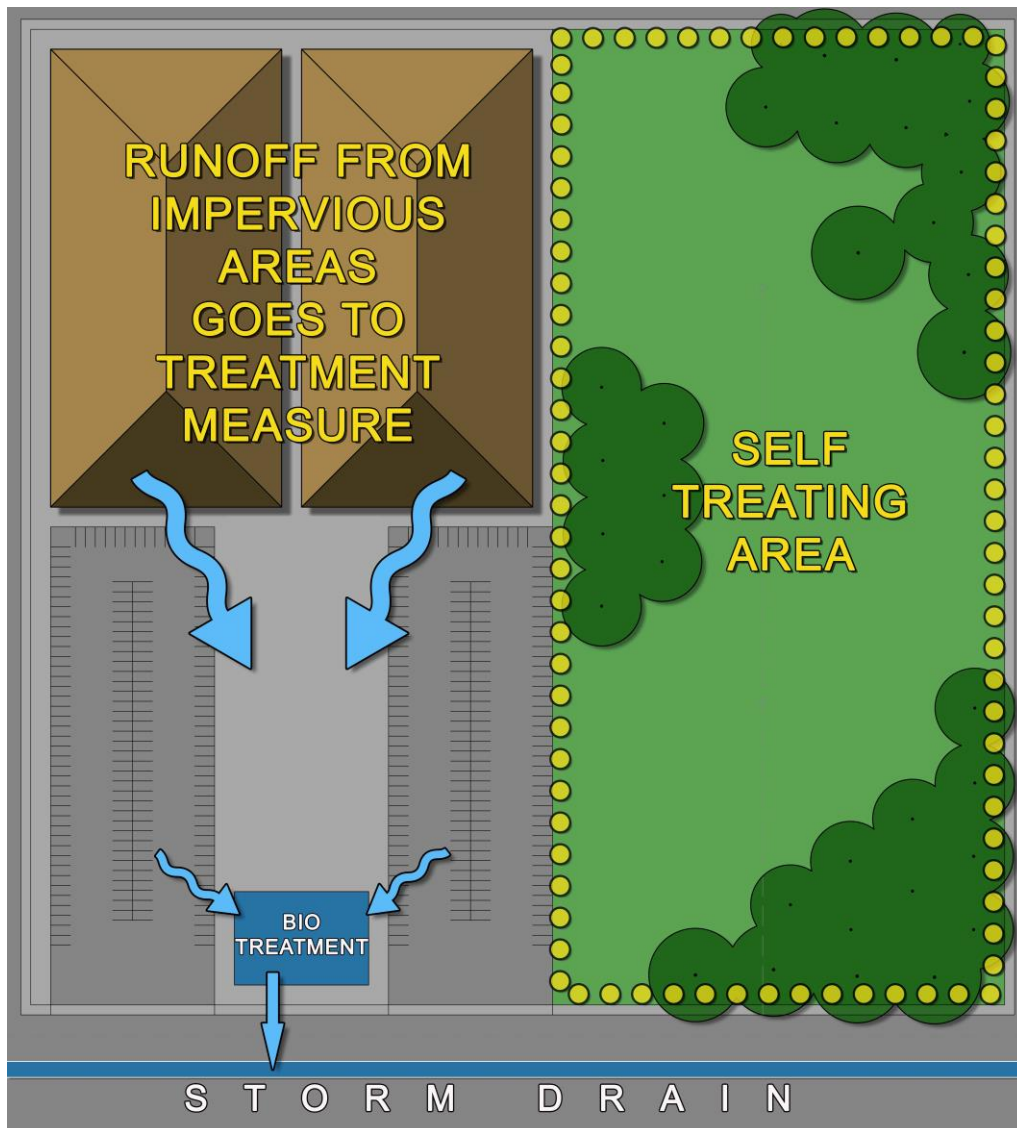 RUNOFF FROM
IMPERVIOUS
AREAS
GOES TO
TREATMENT
MEASURE
SELF
TREATING
AREA
BIO
TREATMENT
STORM DRAIN